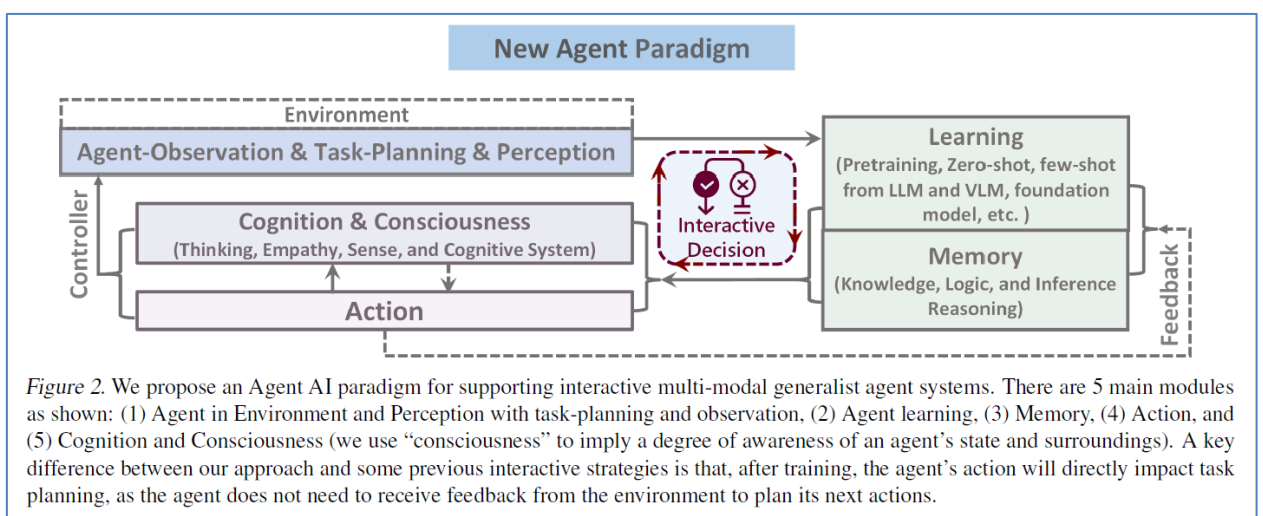 New Agent Paradigm
Environment
Agent-Observation & Task-Planning & Perception
Controller
Cognition & Consciousness
(Thinking, Empathy, Sense, and Cognitive System)
Action
Interactive
Decision
Learning
(Pretraining, Zero-shot, few-shot
from LLM and VLM, foundation
model, etc. )
Memory
(Knowledge, Logic, and Inference
Reasoning)
Feedback
Figure 2. We propose an Agent AI paradigm for supporting interactive multi-modal generalist agent systems. There are 5 main modules
as shown: (1) Agent in Environment and Perception with task-planning and observation, (2) Agent learning, (3) Memory, (4) Action, and
(5) Cognition and Consciousness (we use “consciousness” to imply a degree of awareness of an agent’s state and surroundings). A key
difference between our approach and some previous interactive strategies is that, after training, the agent’s action will directly impact task
planning, as the agent does not need to receive feedback from the environment to plan its next actions.